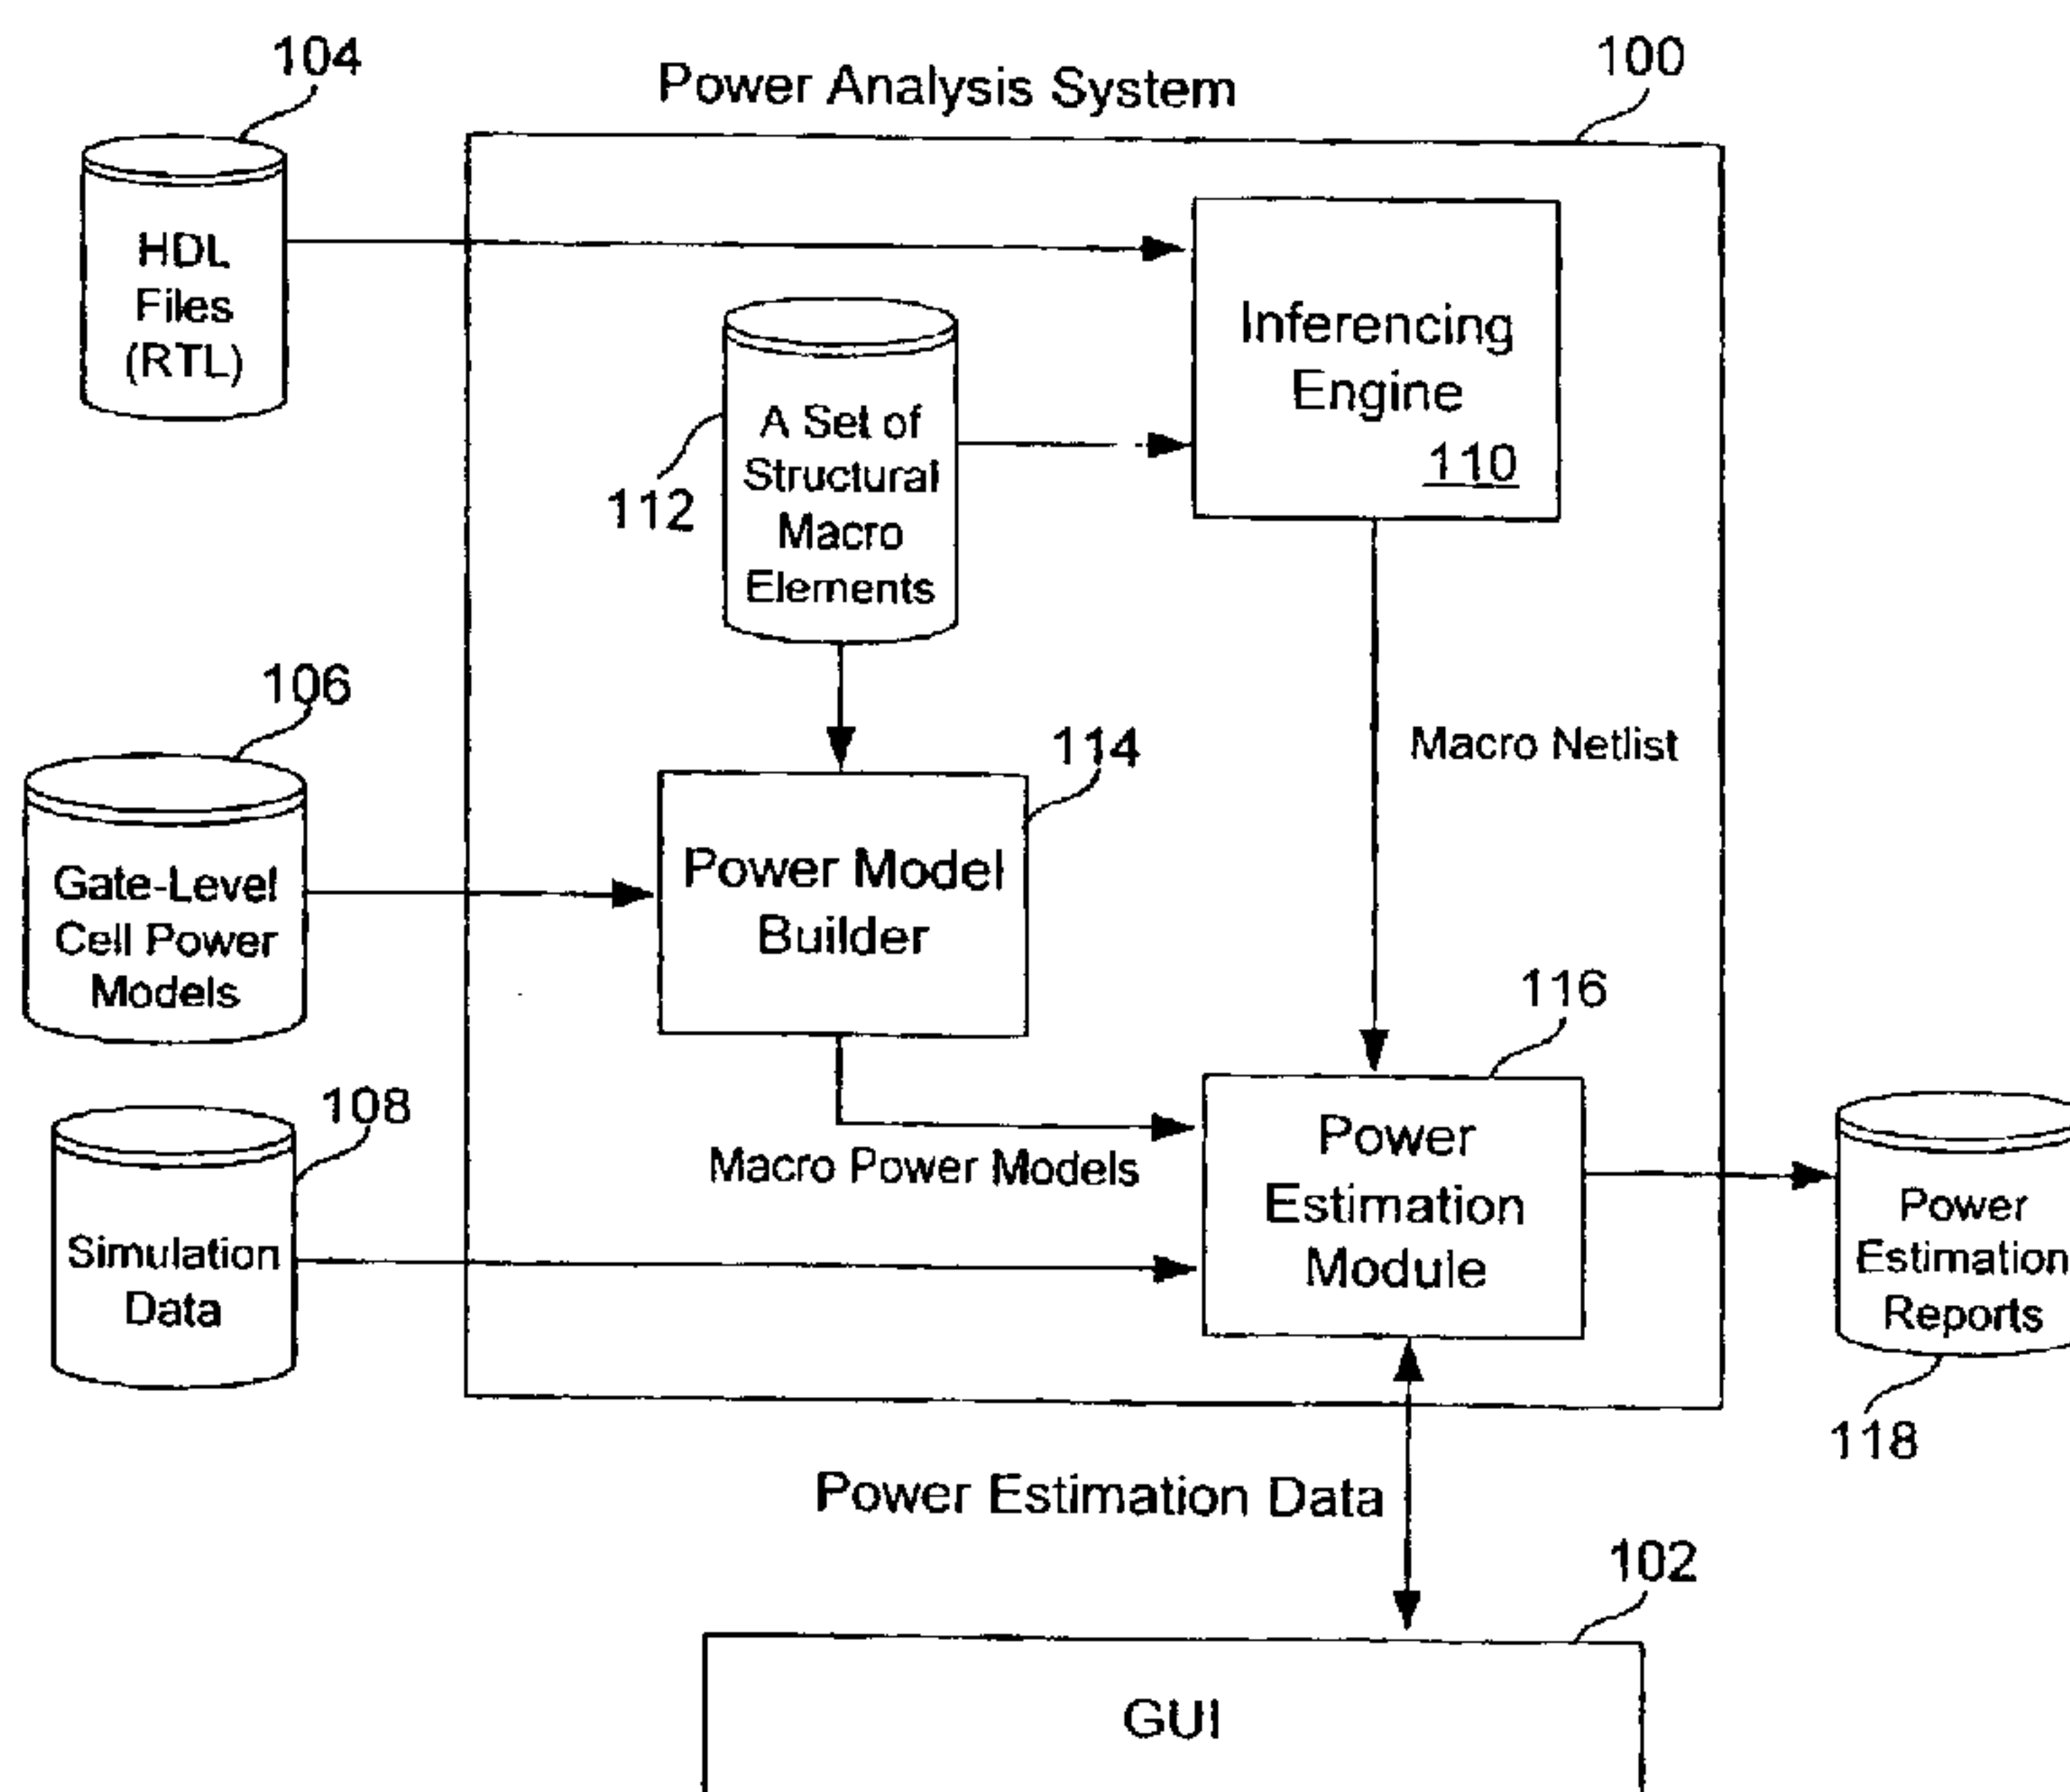 104
Power Analysis System
100
HDL
Files
(RTL)
Inferencing
Engine
110
A Set of
Structural
Macro
Elements
112
106
Macro Netlist
114
Gate-Level
Cell Power
Models
Power Model
Builder
116
108
Macro Power Models
Power
Estimation
Module
Simulation
Data
Power
Estimation
Reports
118
Power Estimation Data
102
GUI